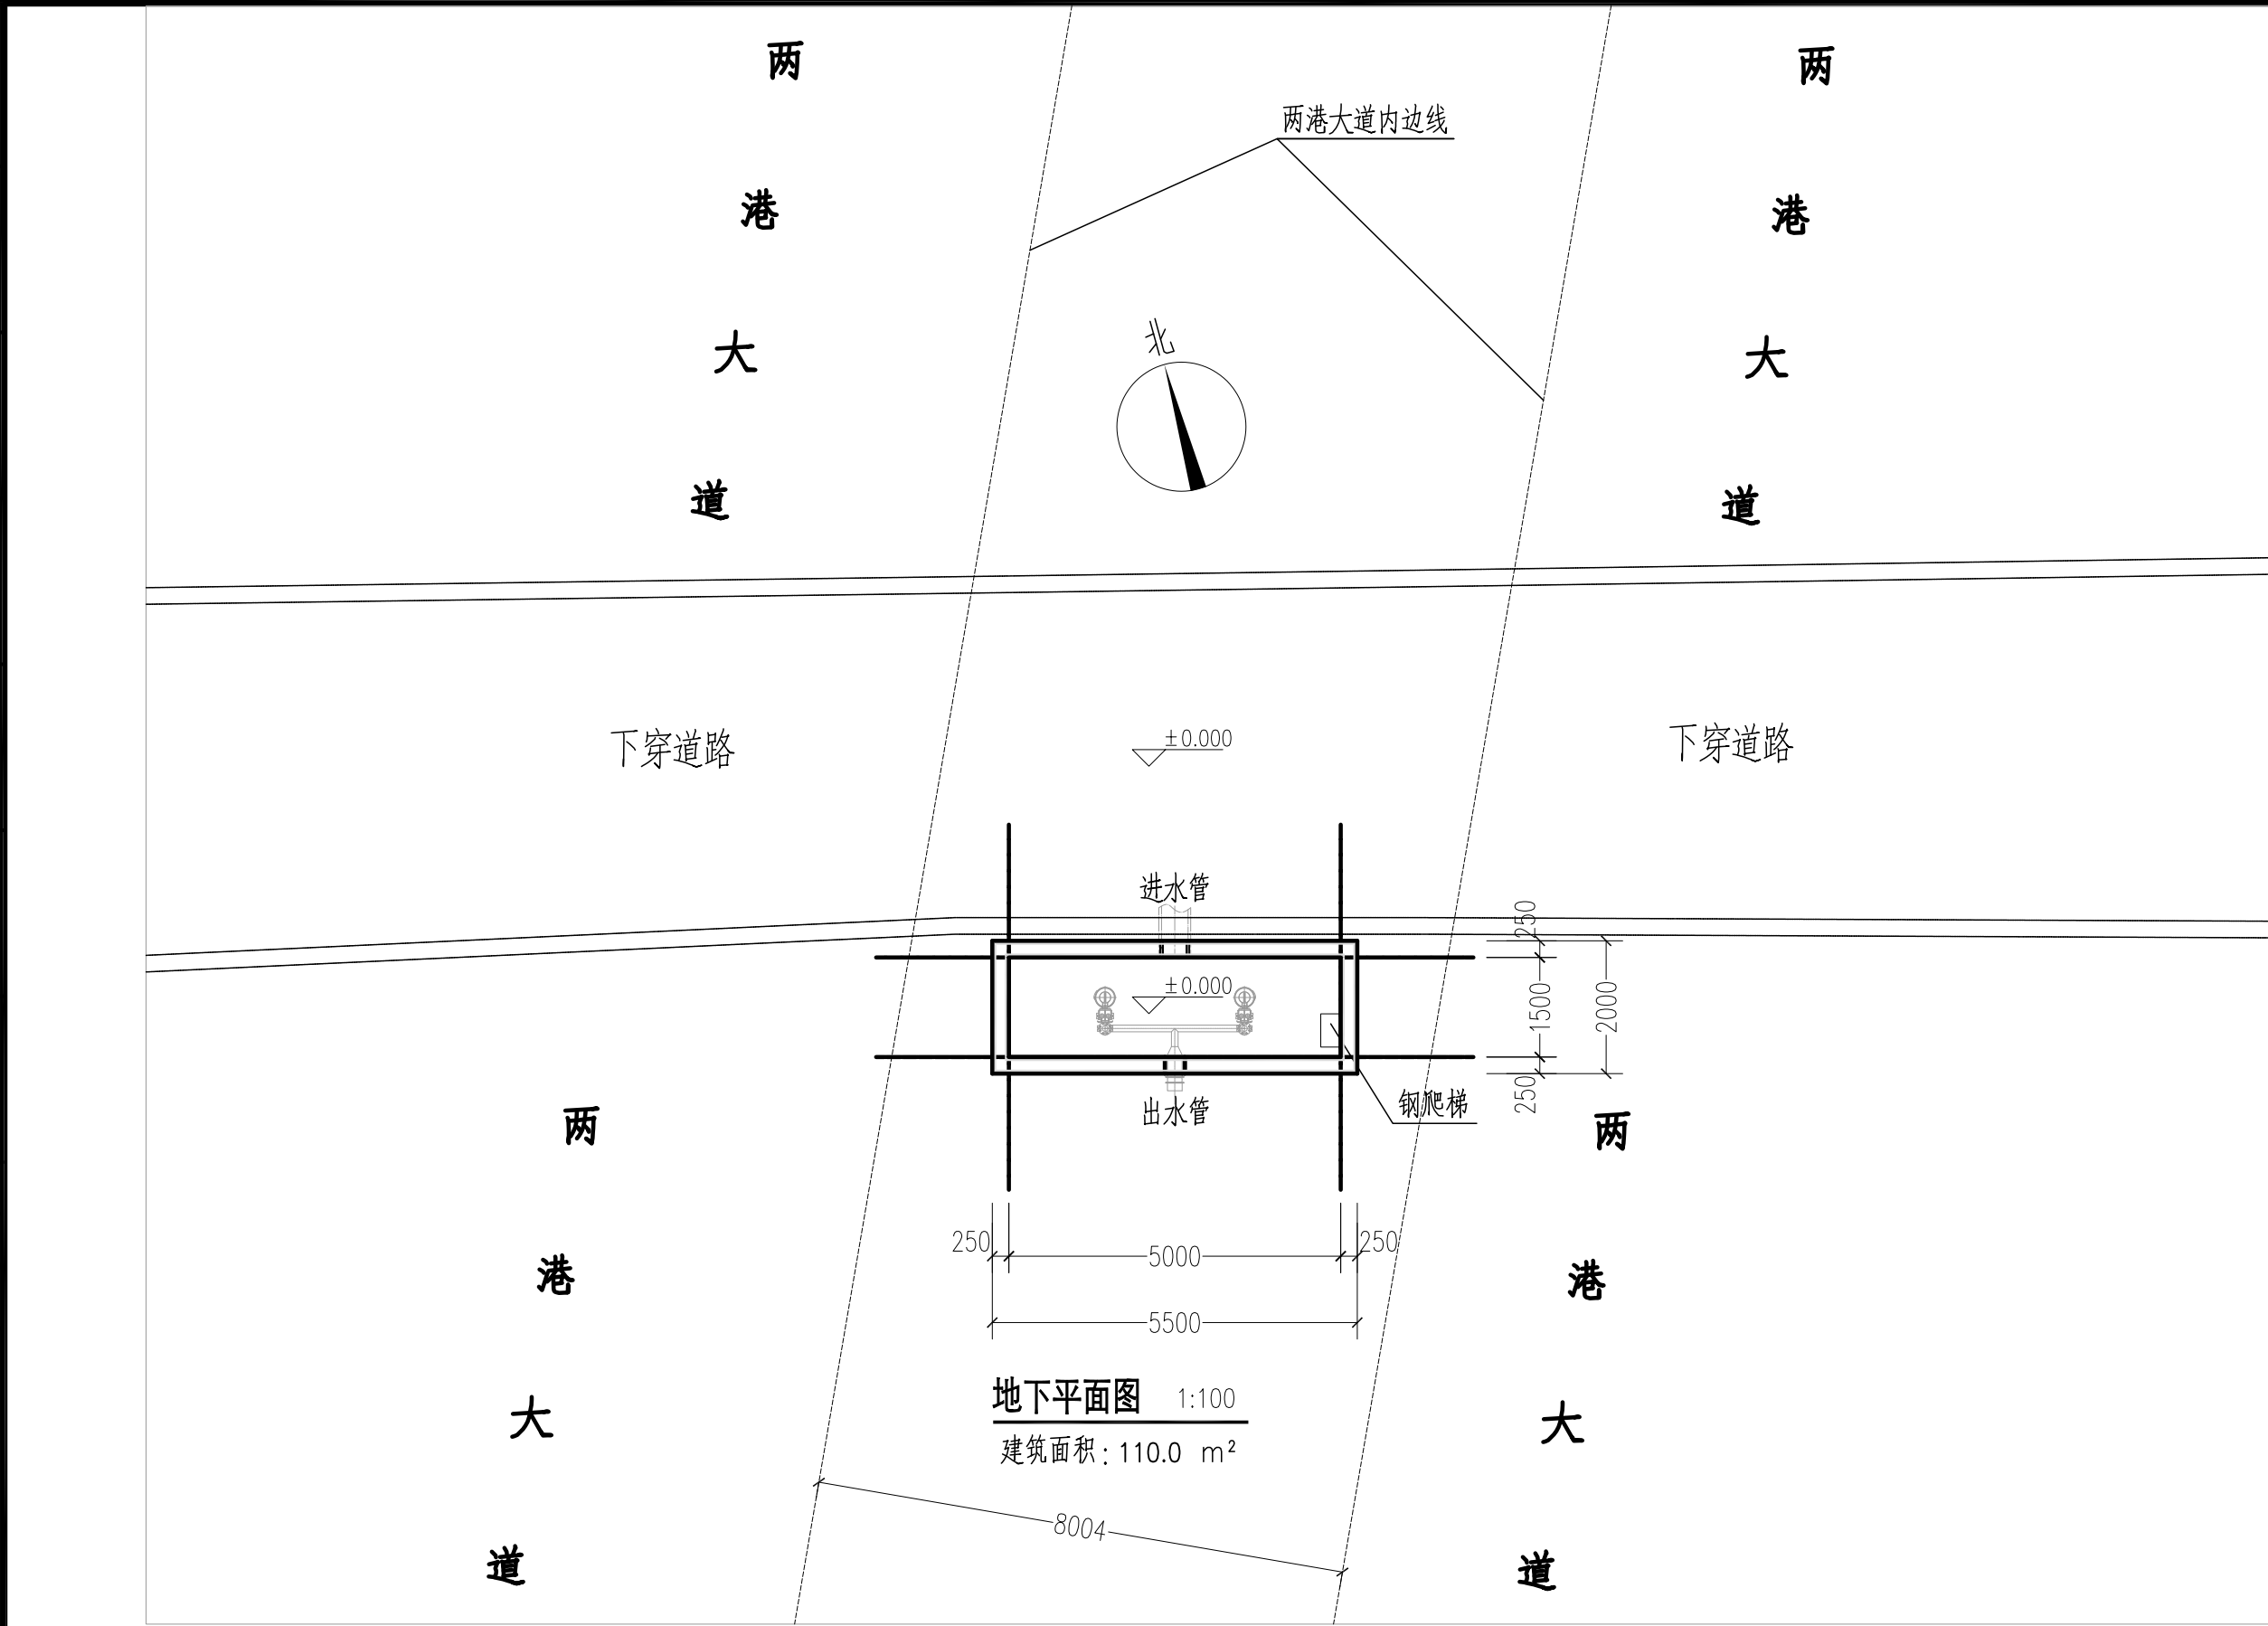 两港大道
两港大道
两港大道内边线
北
下穿道路
±0.000
下穿道路
进水管
250
±0.000
1500
2000
250
钢爬梯
出水管
两港大道
两港大道
250
5000
250
5500
地下平面图 1:100
建筑面积: 110.0 m²
8004